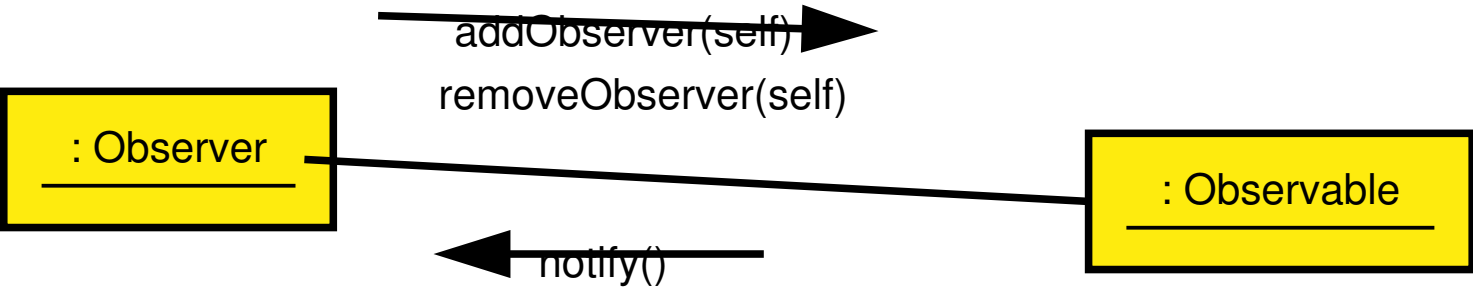 addObserver(self)
removeObserver(self)
: Observer
: Observable
notify()